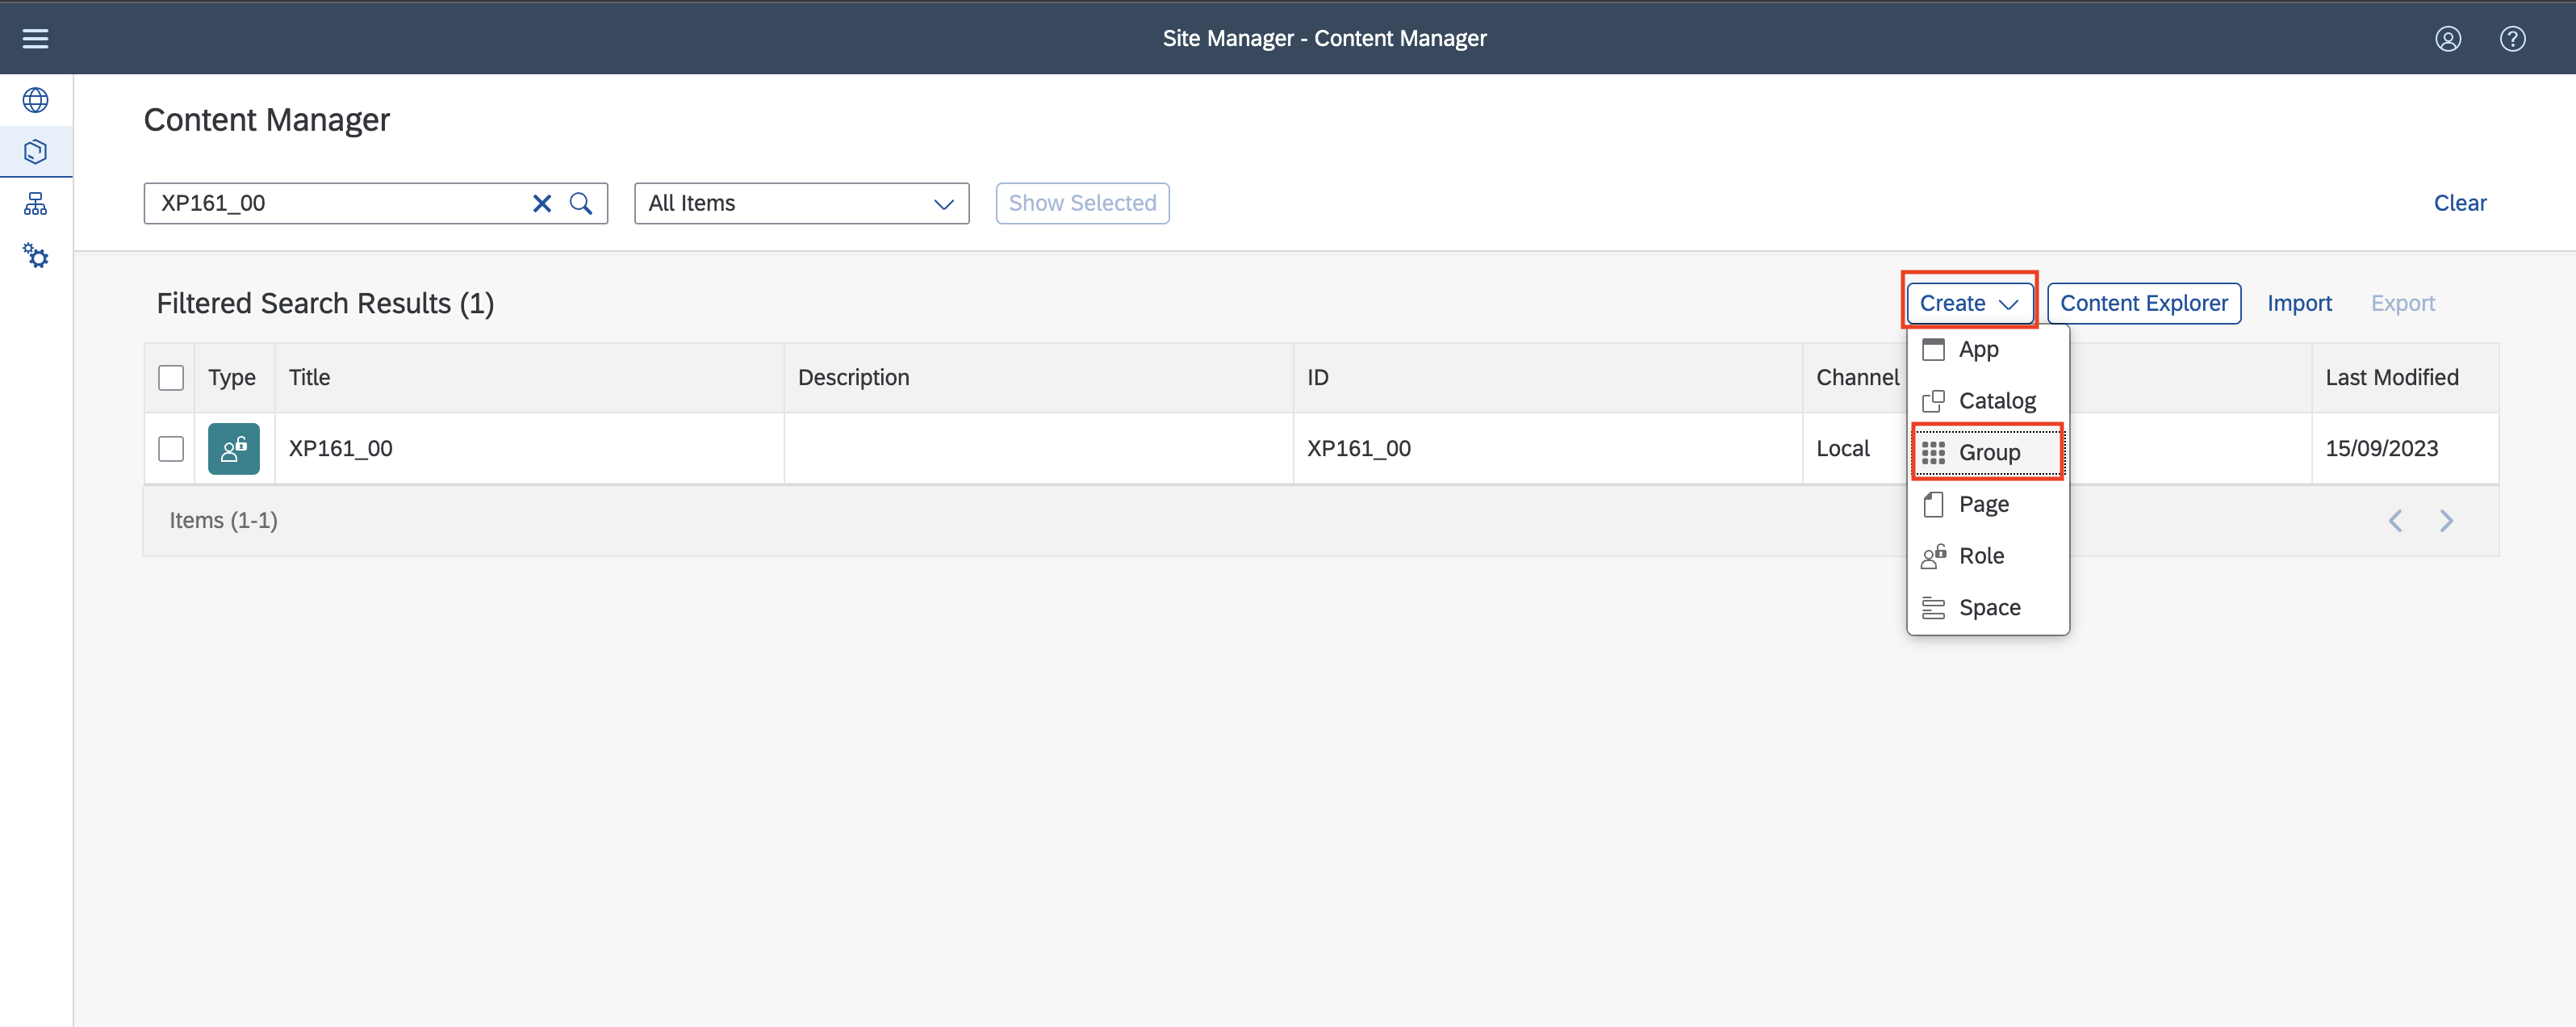 Site Manager - Content Manager
Content Manager
XP161_00
All Items
Show Selected
Clear
Filtered Search Results (1)
Create
Content Explorer
Import
Export
Type
Title
Description
ID
Channel
Last Modified
XP161_00
XP161_00
Local
15/09/2023
Items (1-1)
App
Catalog
Group
Page
Role
Space